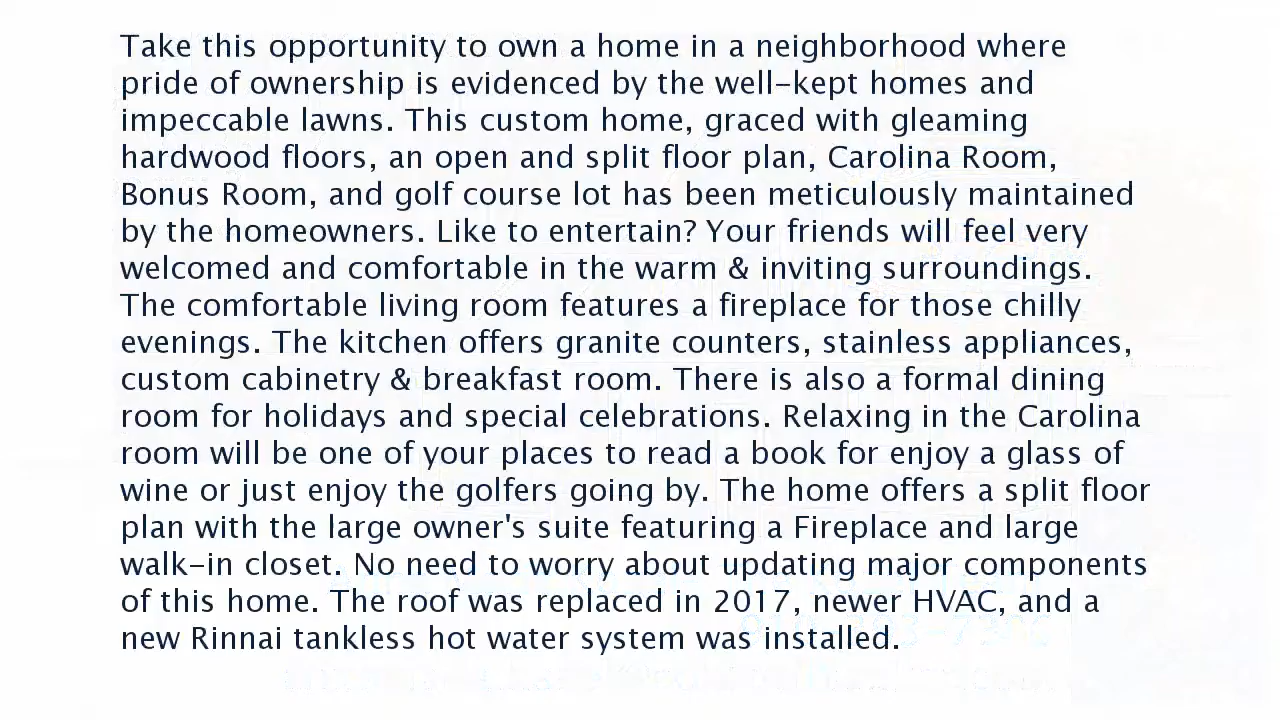 Take this opportunity to own a home in a neighborhood where
pride of ownership is evidenced by the well-kept homes and
impeccable lawns. This custom home, graced with gleaming
hardwood floors, an open and split floor plan, Carolina Room,
Bonus Room, and golf course lot has been meticulously maintained
by the homeowners. Like to entertain? Your friends will feel very
welcomed and comfortable in the warm & inviting surroundings.
The comfortable living room features a fireplace for those chilly
evenings. The kitchen offers granite counters, stainless appliances,
custom cabinetry & breakfast room. There is also a formal dining
room for holidays and special celebrations. Relaxing in the Carolina
room will be one of your places to read a book for enjoy a glass of
wine or just enjoy the golfers going by. The home offers a split floor
plan with the large owner's suite featuring a Fireplace and large
walk-in closet. No need to worry about updating major components
of this home. The roof was replaced in 2017, newer HVAC, and a
new Rinnai tankless hot water system was installed.